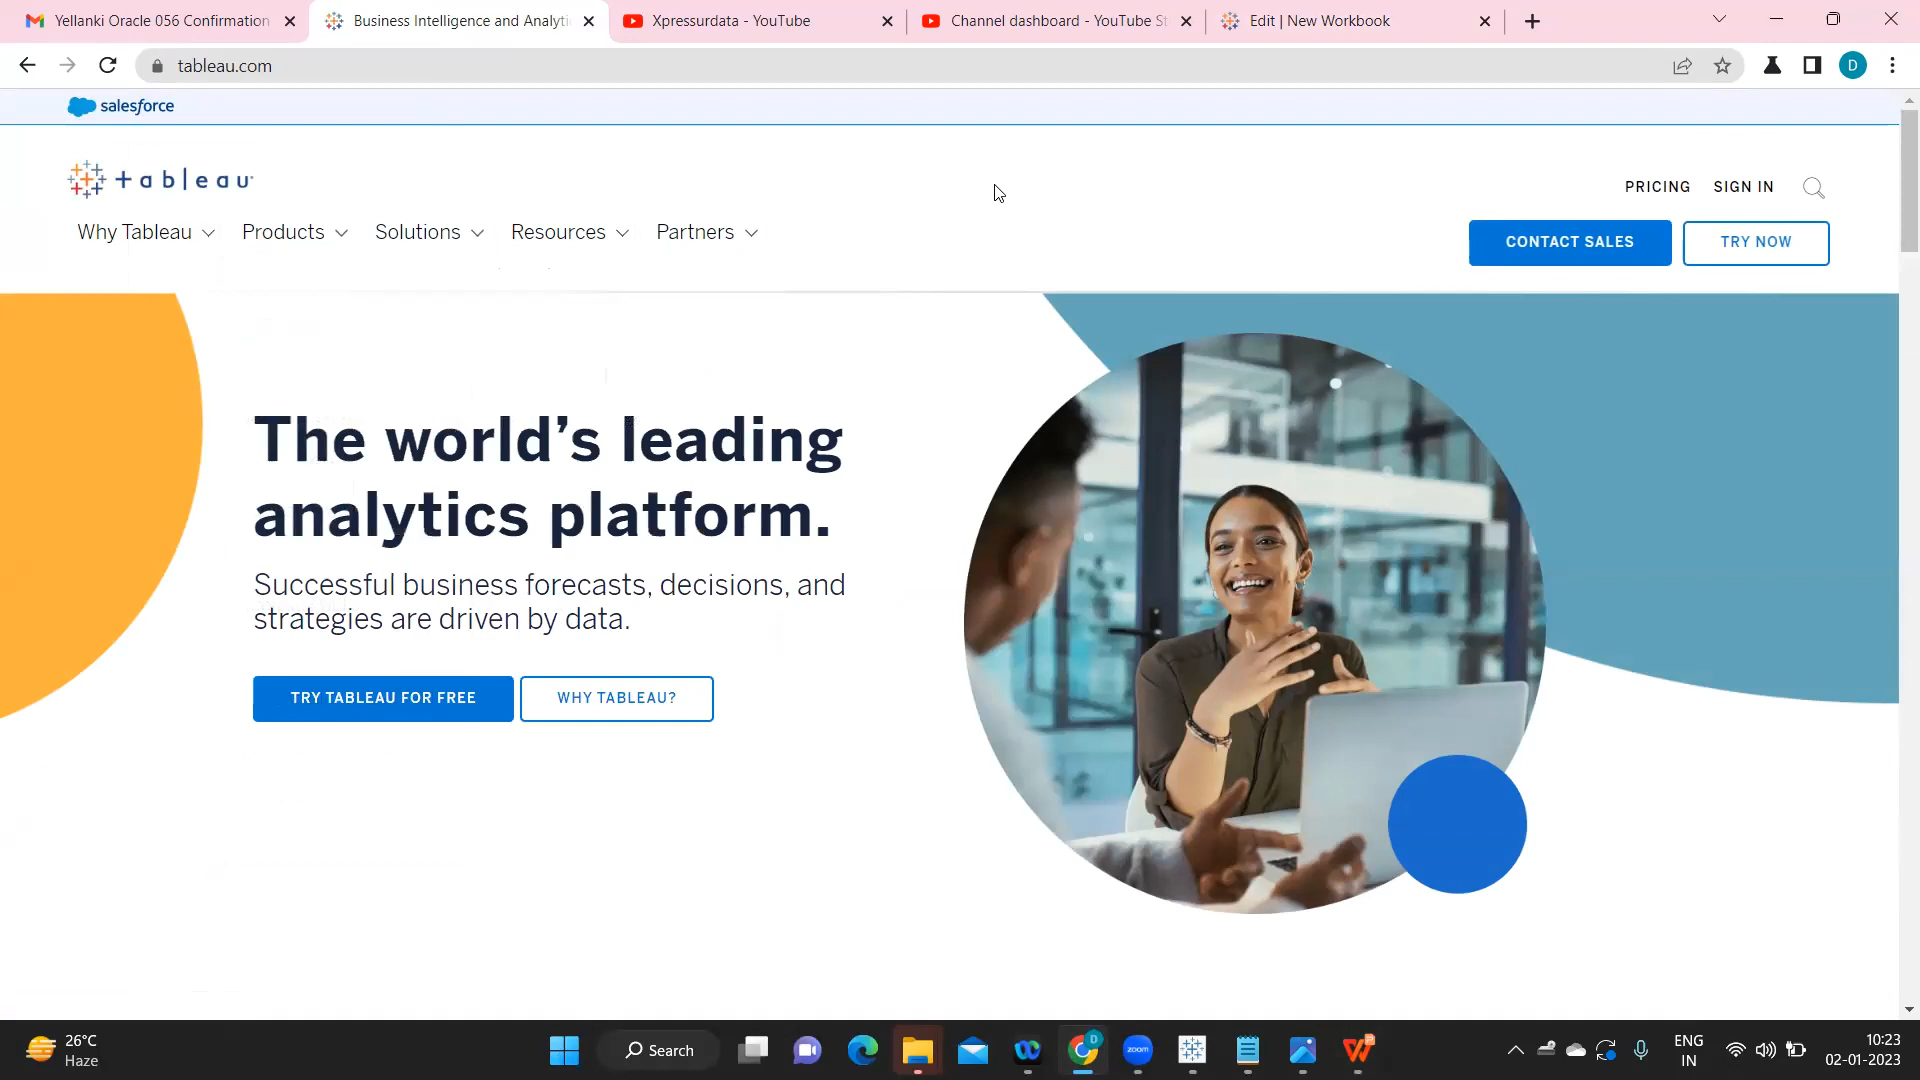 Yellanki Oracle 056 Confirmation
Business Intelligence and Analyti
Xpressurdata - YouTube
Channel dashboard - YouTube St
Edit | New Workbook
tableau.com
D
salesforce
+ableau
PRICING
SIGN IN
Why Tableau
Products
Solutions
Resources
Partners
CONTACT SALES
TRY NOW
The world's leading
analytics platform.
Successful business forecasts, decisions, and
strategies are driven by data.
TRY TABLEAU FOR FREE
WHY TABLEAU?
26°C
Haze
Search
D
zoom
ENG
IN
10:23
02-01-2023